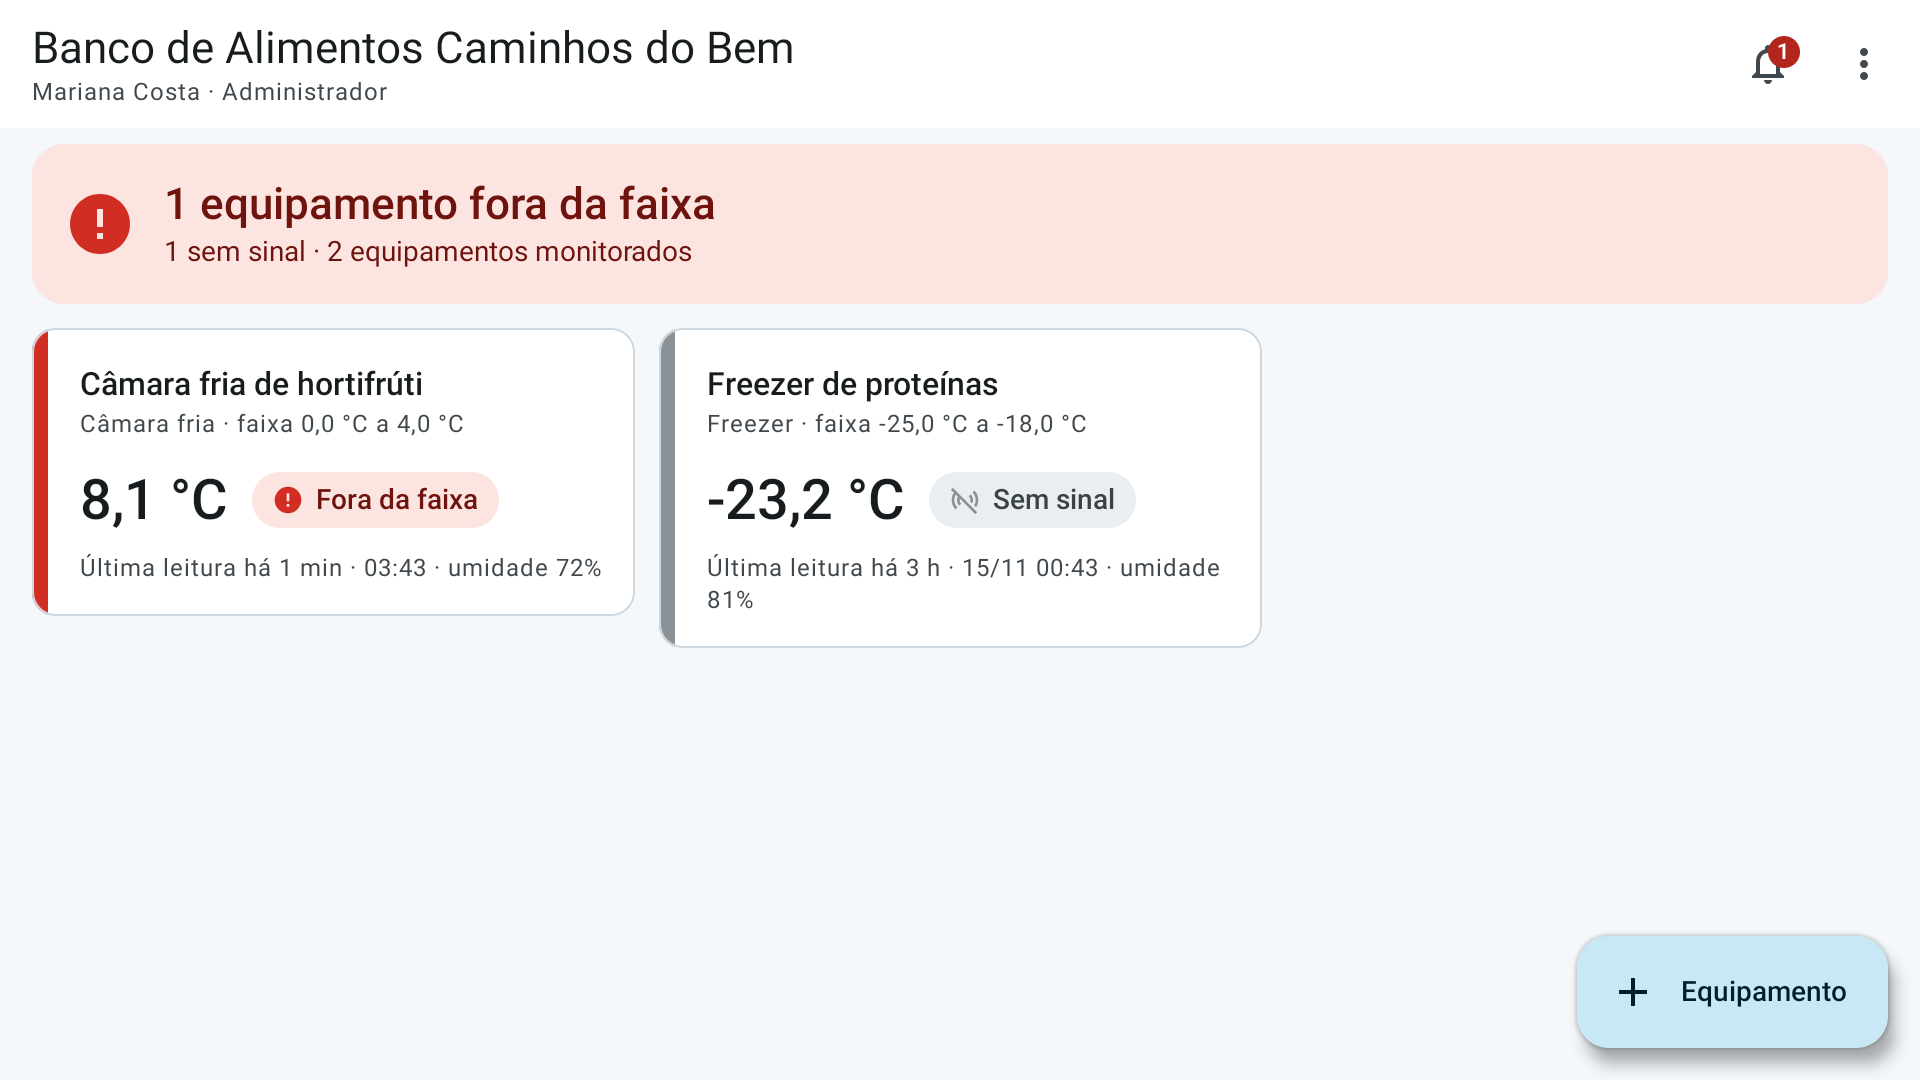 Banco de Alimentos Caminhos do Bem
Mariana Costa · Administrador
1
1 equipamento fora da faixa
1 sem sinal · 2 equipamentos monitorados
Câmara fria de hortifrúti
Câmara fria · faixa 0,0 °C a 4,0 °C
8,1 °C
Fora da faixa
Última leitura há 1 min · 03:43 · umidade 72%
Freezer de proteínas
Freezer · faixa -25,0 °C a -18,0 °C
-23,2 °C
Sem sinal
Última leitura há 3 h · 15/11 00:43 · umidade
81%
Equipamento